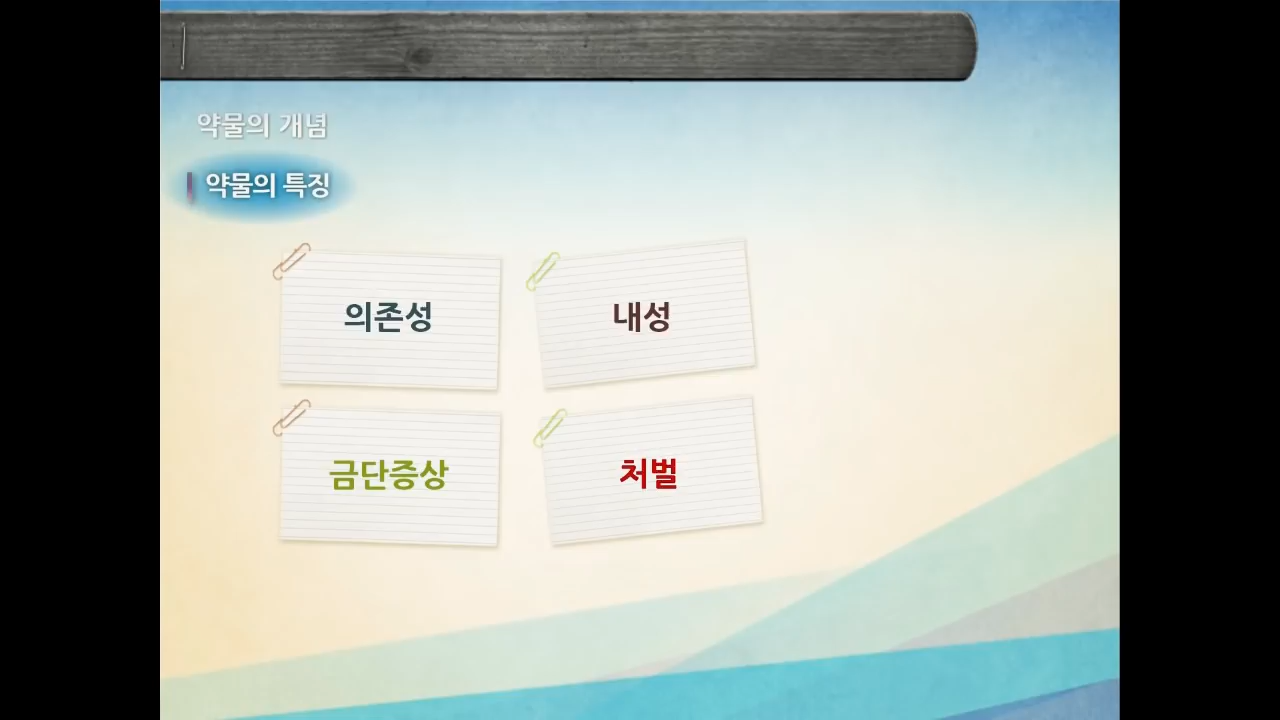 약물의 개념
약물의 특징
의존성
내성
금단증상
처벌